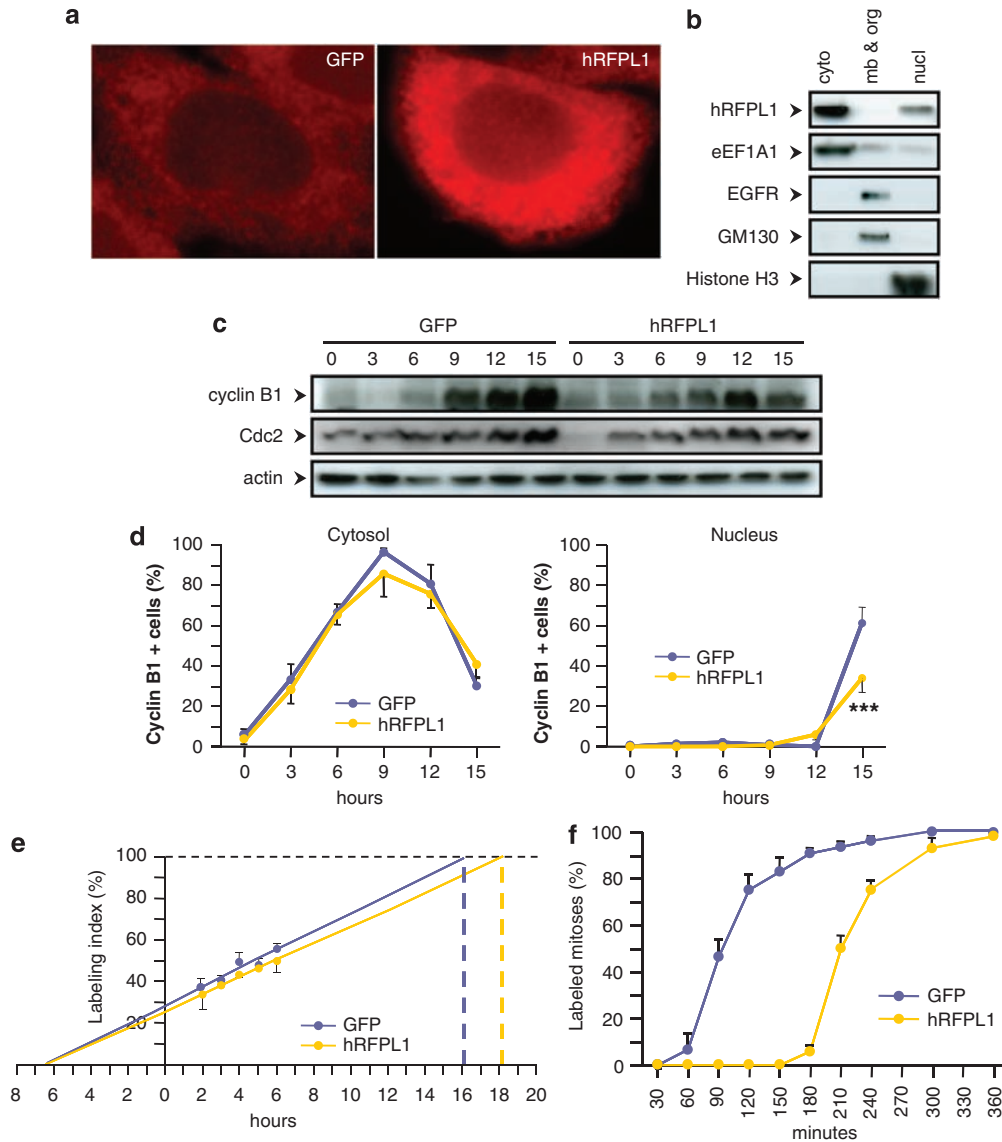 a
GFP
hRFPL1
b
cyto
mb & org
nucl
hRFPL1
eEF1A1
EGFR
GM130
Histone H3
c
GFP hRFPL1
0 3 6 9 12 15 0 3 6 9 12 15
cyclin B1
Cdc2
actin
d
Cytosol
Cyclin B1 + cells (%)
100
80
60
40
20
0
GFP
hRFPL1
0 3 6 9 12 15
hours
Nucleus
Cyclin B1 + cells (%)
100
80
60
40
20
0
GFP
hRFPL1
***
0 3 6 9 12 15
hours
e
Labeling index (%)
100
80
60
40
20
GFP
hRFPL1
8 6 4 2 0 2 4 6 8 10 12 14 16 18 20
hours
f
Labeled mitoses (%)
100
80
60
40
20
0
GFP
hRFPL1
30 60 90 120 150 180 210 240 270 300 330 360
minutes